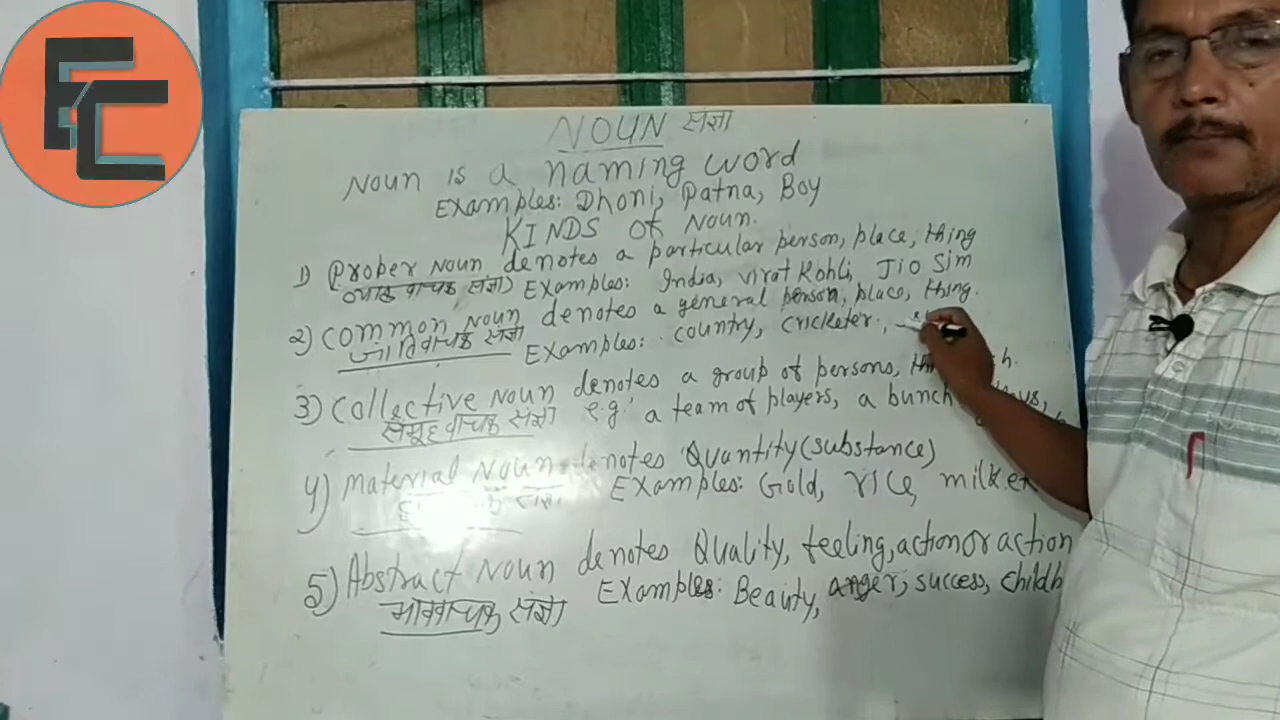 FC
NOUN संज्ञा
Noun is a naming word
Examples: Dhoni, Patna, Boy
KINDS of Noun.
1) Proper Noun denotes a particular person, place, thing
संज्ञा) Examples: India, Virat Kohli, Jio Sim
2) Common Noun denotes a general person, place, thing.
जातिवाचक संज्ञा Examples: country, cricketer,
3) Collective Noun denotes a group of persons,
समूहवाचक संज्ञा e.g. a team of players, a bunch
4) Material Noun denotes Quantity (substance)
संज्ञा Examples: Gold, rice, milk
5) Abstract Noun denotes Quality, feeling, action or action
भाववाचक संज्ञा Examples: Beauty, anger, success,